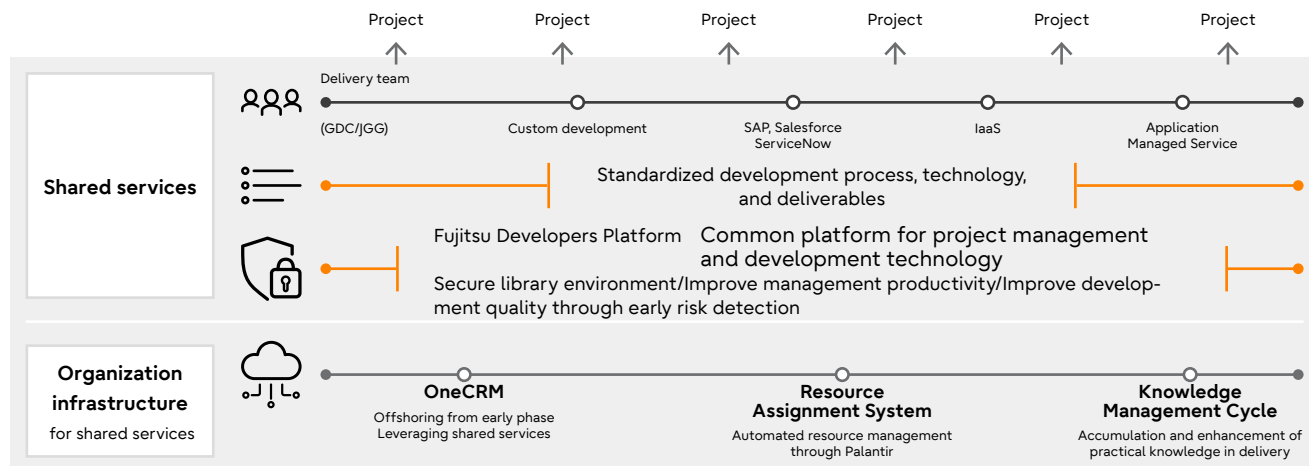 Project
Project
Project
Project
Project
Project
Shared services
Delivery team
(GDC/JGG)
Custom development
SAP, Salesforce
ServiceNow
IaaS
Application
Managed Service
Standardized development process, technology,
and deliverables
Fujitsu Developers Platform
Common platform for project management
and development technology
Secure library environment/Improve management productivity/Improve develop-
ment quality through early risk detection
Organization
infrastructure
for shared services
OneCRM
Offshoring from early phase
Leveraging shared services
Resource
Assignment System
Automated resource management
through Palantir
Knowledge
Management Cycle
Accumulation and enhancement of
practical knowledge in delivery